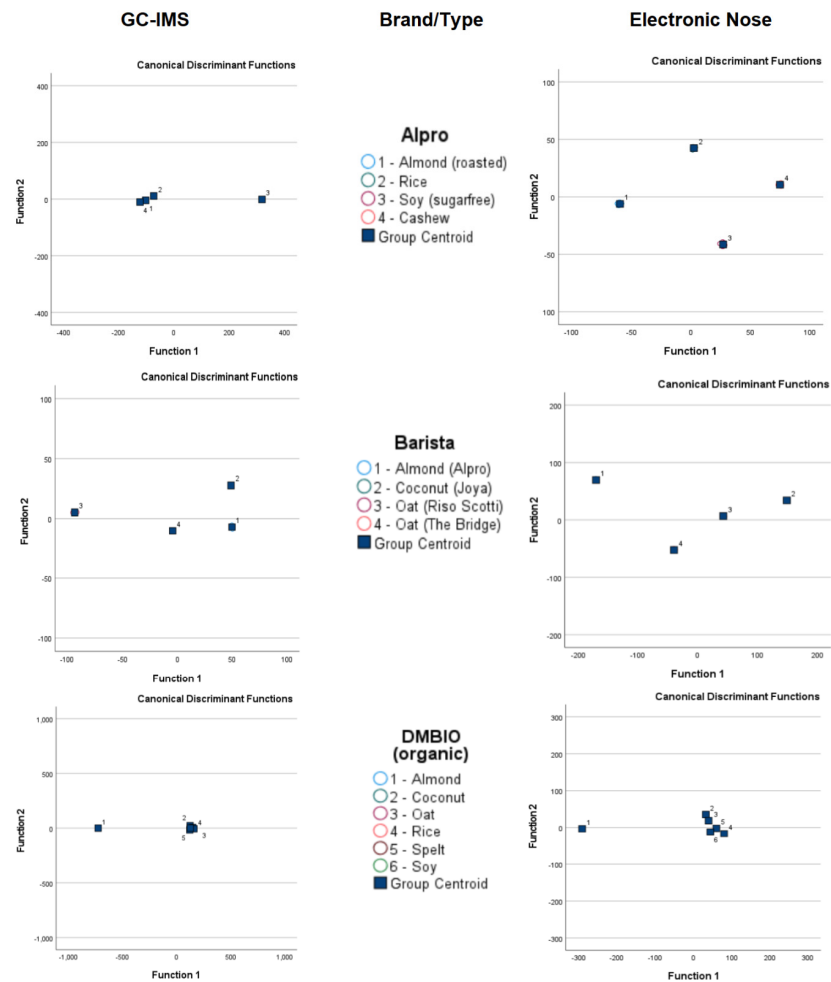 GC-IMS
Brand/Type
Electronic Nose
Canonical Discriminant Functions
400
200
0
-200
-400
-400
-200
0
200
400
Function 2
Function 1
2
1
4
3
Alpro
1 - Almond (roasted)
2 - Rice
3 - Soy (sugarfree)
4 - Cashew
Group Centroid
Canonical Discriminant Functions
100
50
0
-50
100
-100
-50
0
50
100
Function 2
Function 1
1
2
3
4
Canonical Discriminant Functions
100
50
0
-50
-100
-100
-50
0
50
100
Function 2
Function 1
3
4
2
1
Barista
1 - Almond (Alpro)
2 - Coconut (Joya)
3 - Oat (Riso Scotti)
4 - Oat (The Bridge)
Group Centroid
Canonical Discriminant Functions
200
100
0
-100
-200
-200
-100
0
100
200
Function 2
Function 1
1
4
3
2
Canonical Discriminant Functions
1,000
500
0
-500
-1,000
-1,000
-500
0
500
1,000
Function 2
Function 1
1
2
4
5
3
DMBIO
(organic)
1 - Almond
2 - Coconut
3 - Oat
4 - Rice
5 - Spelt
6 - Soy
Group Centroid
Canonical Discriminant Functions
300
200
100
0
-100
-200
-300
-300
-200
-100
0
100
200
300
Function 2
Function 1
1
2
3
5
4
6